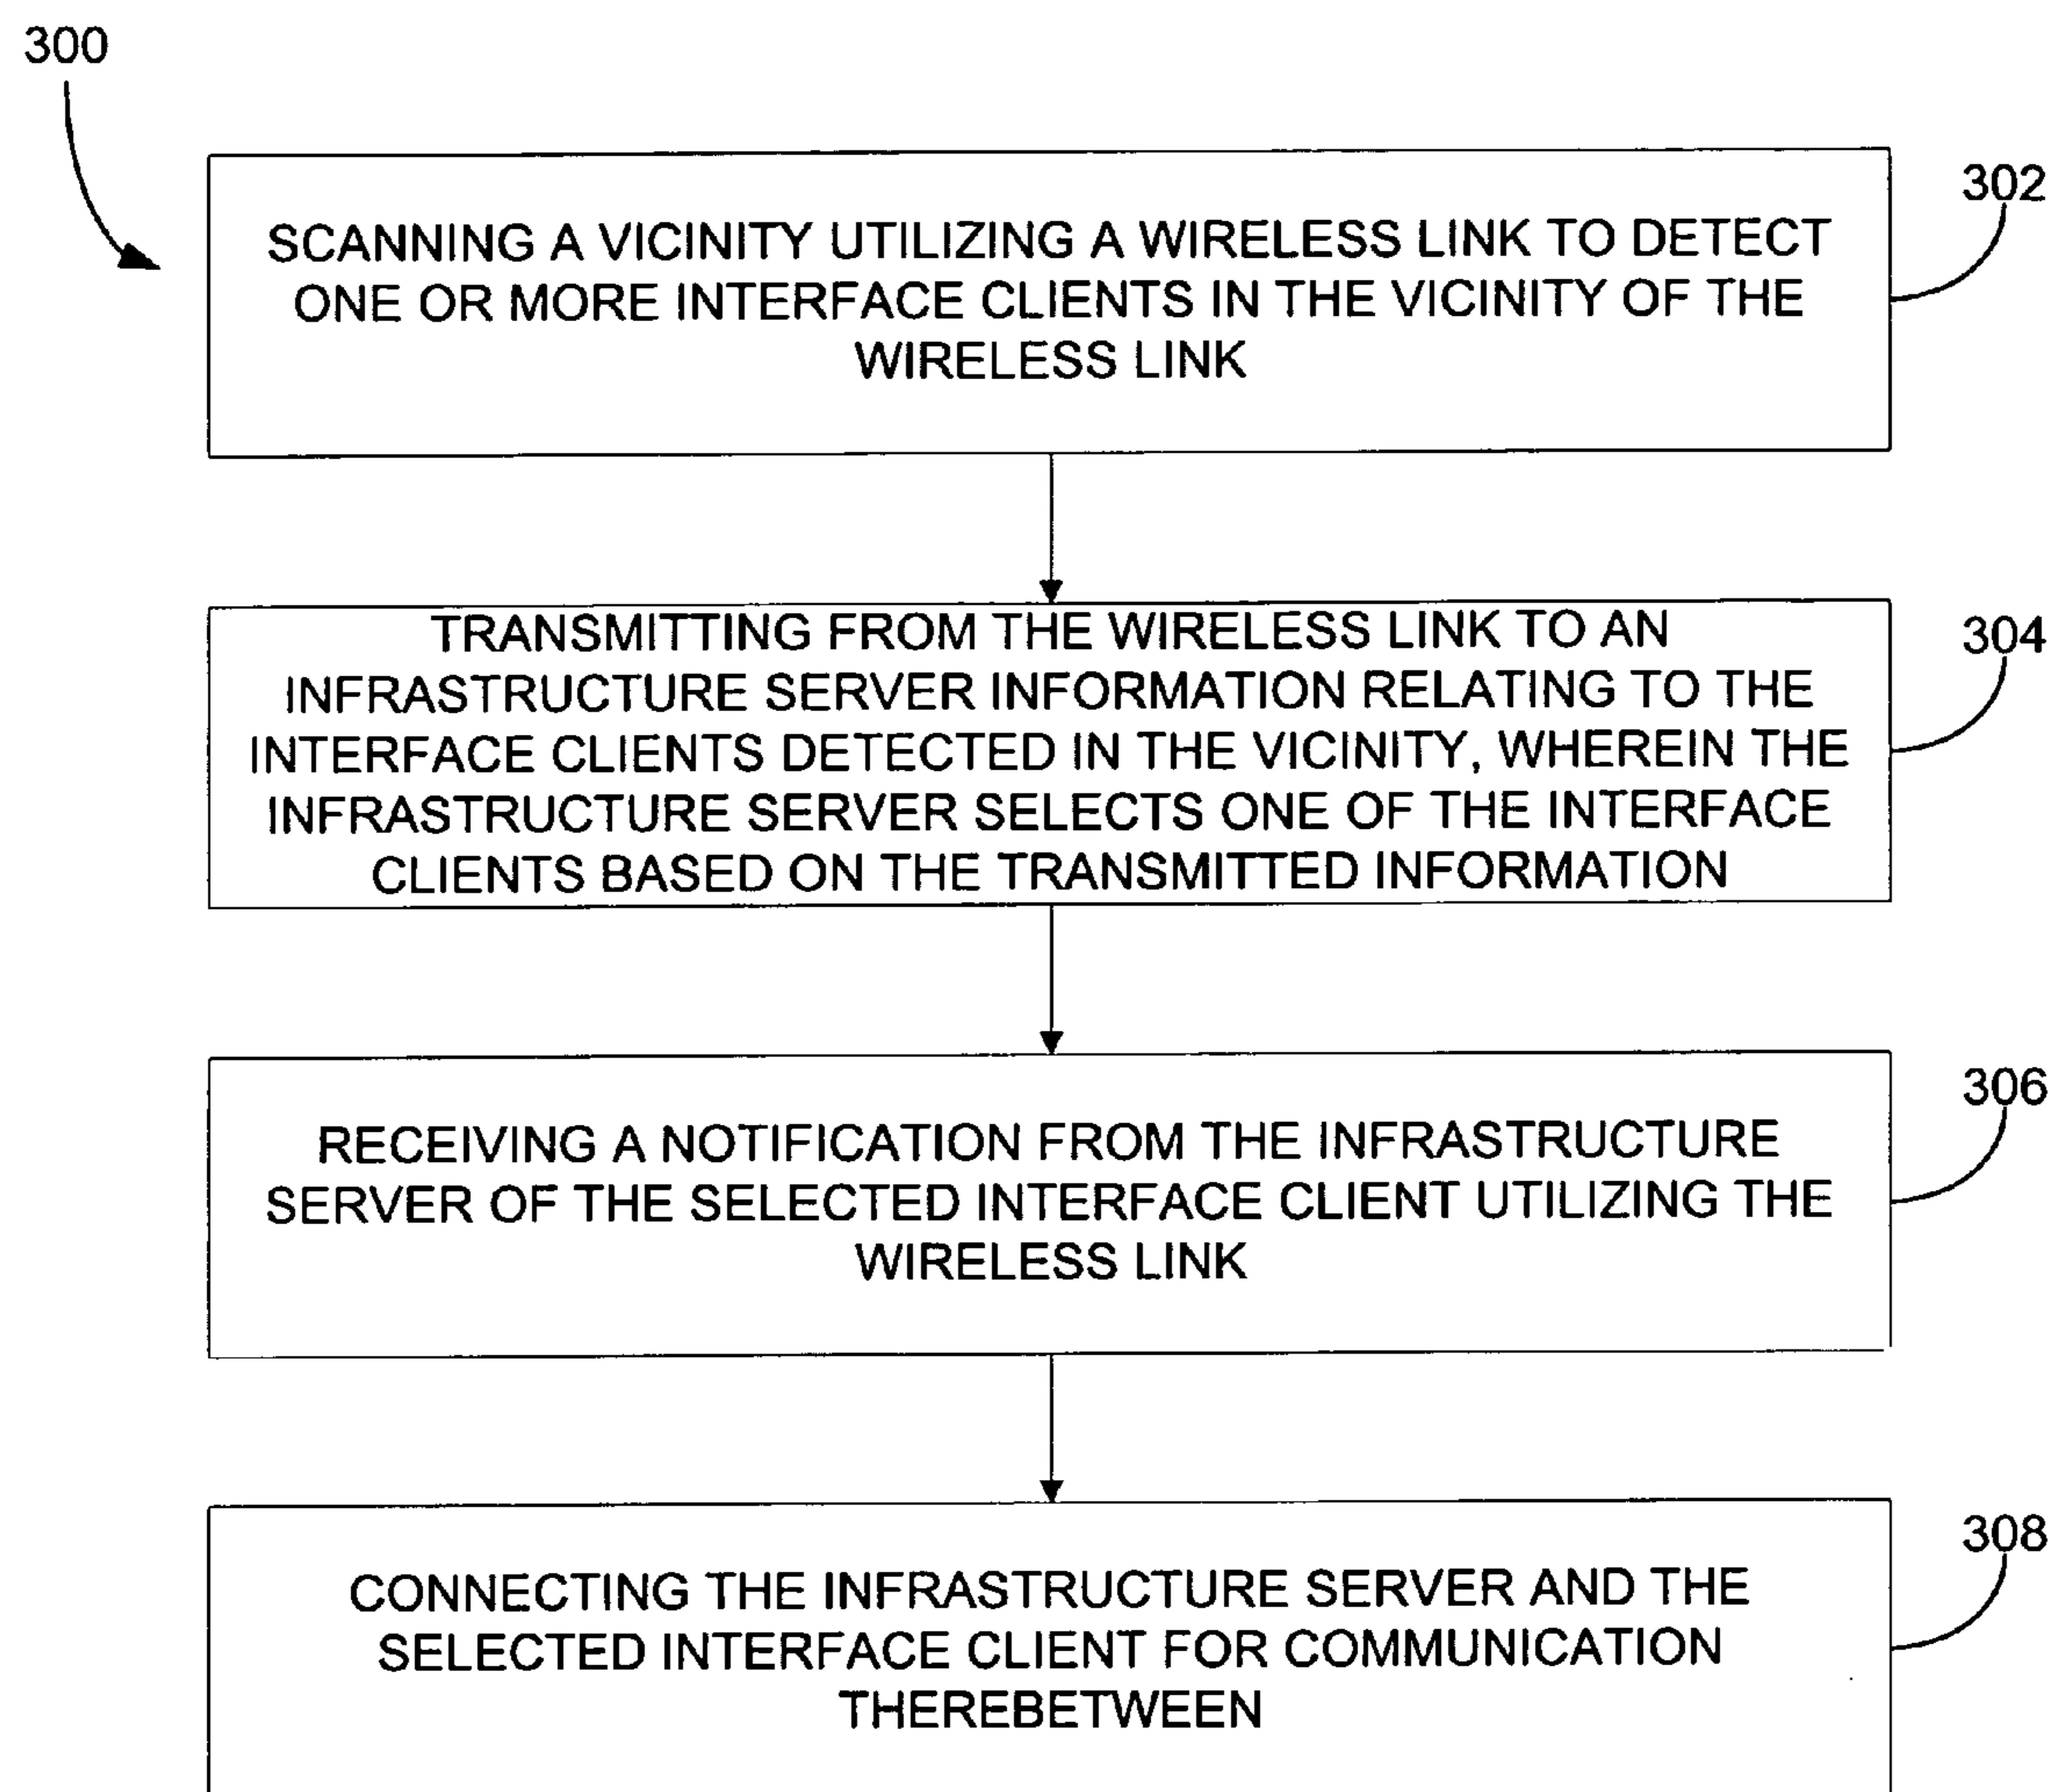 300
302
SCANNING A VICINITY UTILIZING A WIRELESS LINK TO DETECT
ONE OR MORE INTERFACE CLIENTS IN THE VICINITY OF THE
WIRELESS LINK
304
TRANSMITTING FROM THE WIRELESS LINK TO AN
INFRASTRUCTURE SERVER INFORMATION RELATING TO THE
INTERFACE CLIENTS DETECTED IN THE VICINITY, WHEREIN THE
INFRASTRUCTURE SERVER SELECTS ONE OF THE INTERFACE
CLIENTS BASED ON THE TRANSMITTED INFORMATION
306
RECEIVING A NOTIFICATION FROM THE INFRASTRUCTURE
SERVER OF THE SELECTED INTERFACE CLIENT UTILIZING THE
WIRELESS LINK
308
CONNECTING THE INFRASTRUCTURE SERVER AND THE
SELECTED INTERFACE CLIENT FOR COMMUNICATION
THEREBETWEEN